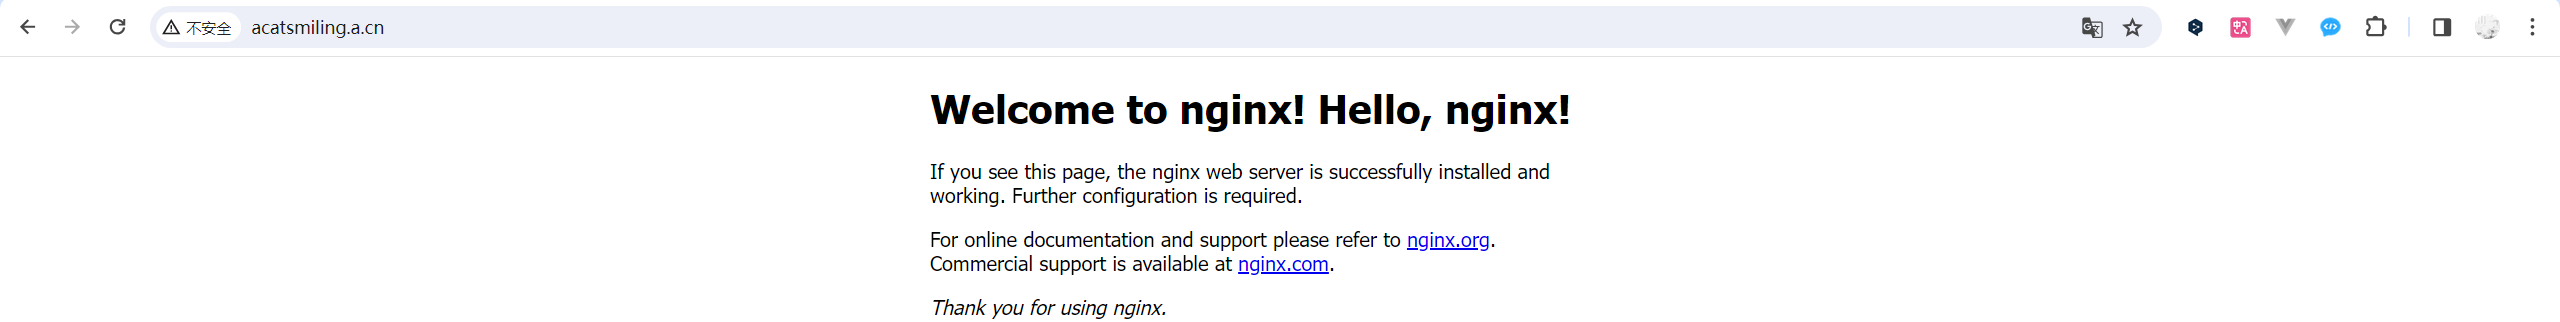 不安全 acatsmiling.a.cn
Welcome to nginx! Hello, nginx!
If you see this page, the nginx web server is successfully installed and
working. Further configuration is required.
For online documentation and support please refer to nginx.org.
Commercial support is available at nginx.com.
Thank you for using nginx.